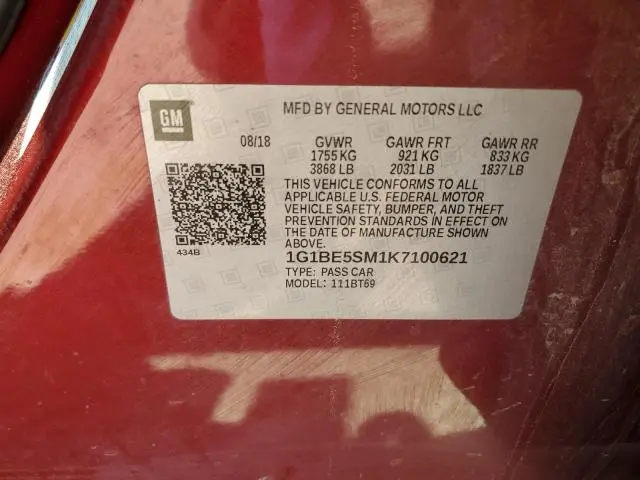 GM
MFD BY GENERAL MOTORS LLC
08/18 GVWR GAWR FRT GAWR RR
1755 KG 921 KG 833 KG
3868 LB 2031 LB 1837 LB
THIS VEHICLE CONFORMS TO ALL
APPLICABLE U.S. FEDERAL MOTOR
VEHICLE SAFETY, BUMPER, AND THEFT
PREVENTION STANDARDS IN EFFECT ON
THE DATE OF MANUFACTURE SHOWN
ABOVE.
434B
1G1BE5SM1K7100621
TYPE: PASS CAR
MODEL: 111BT69